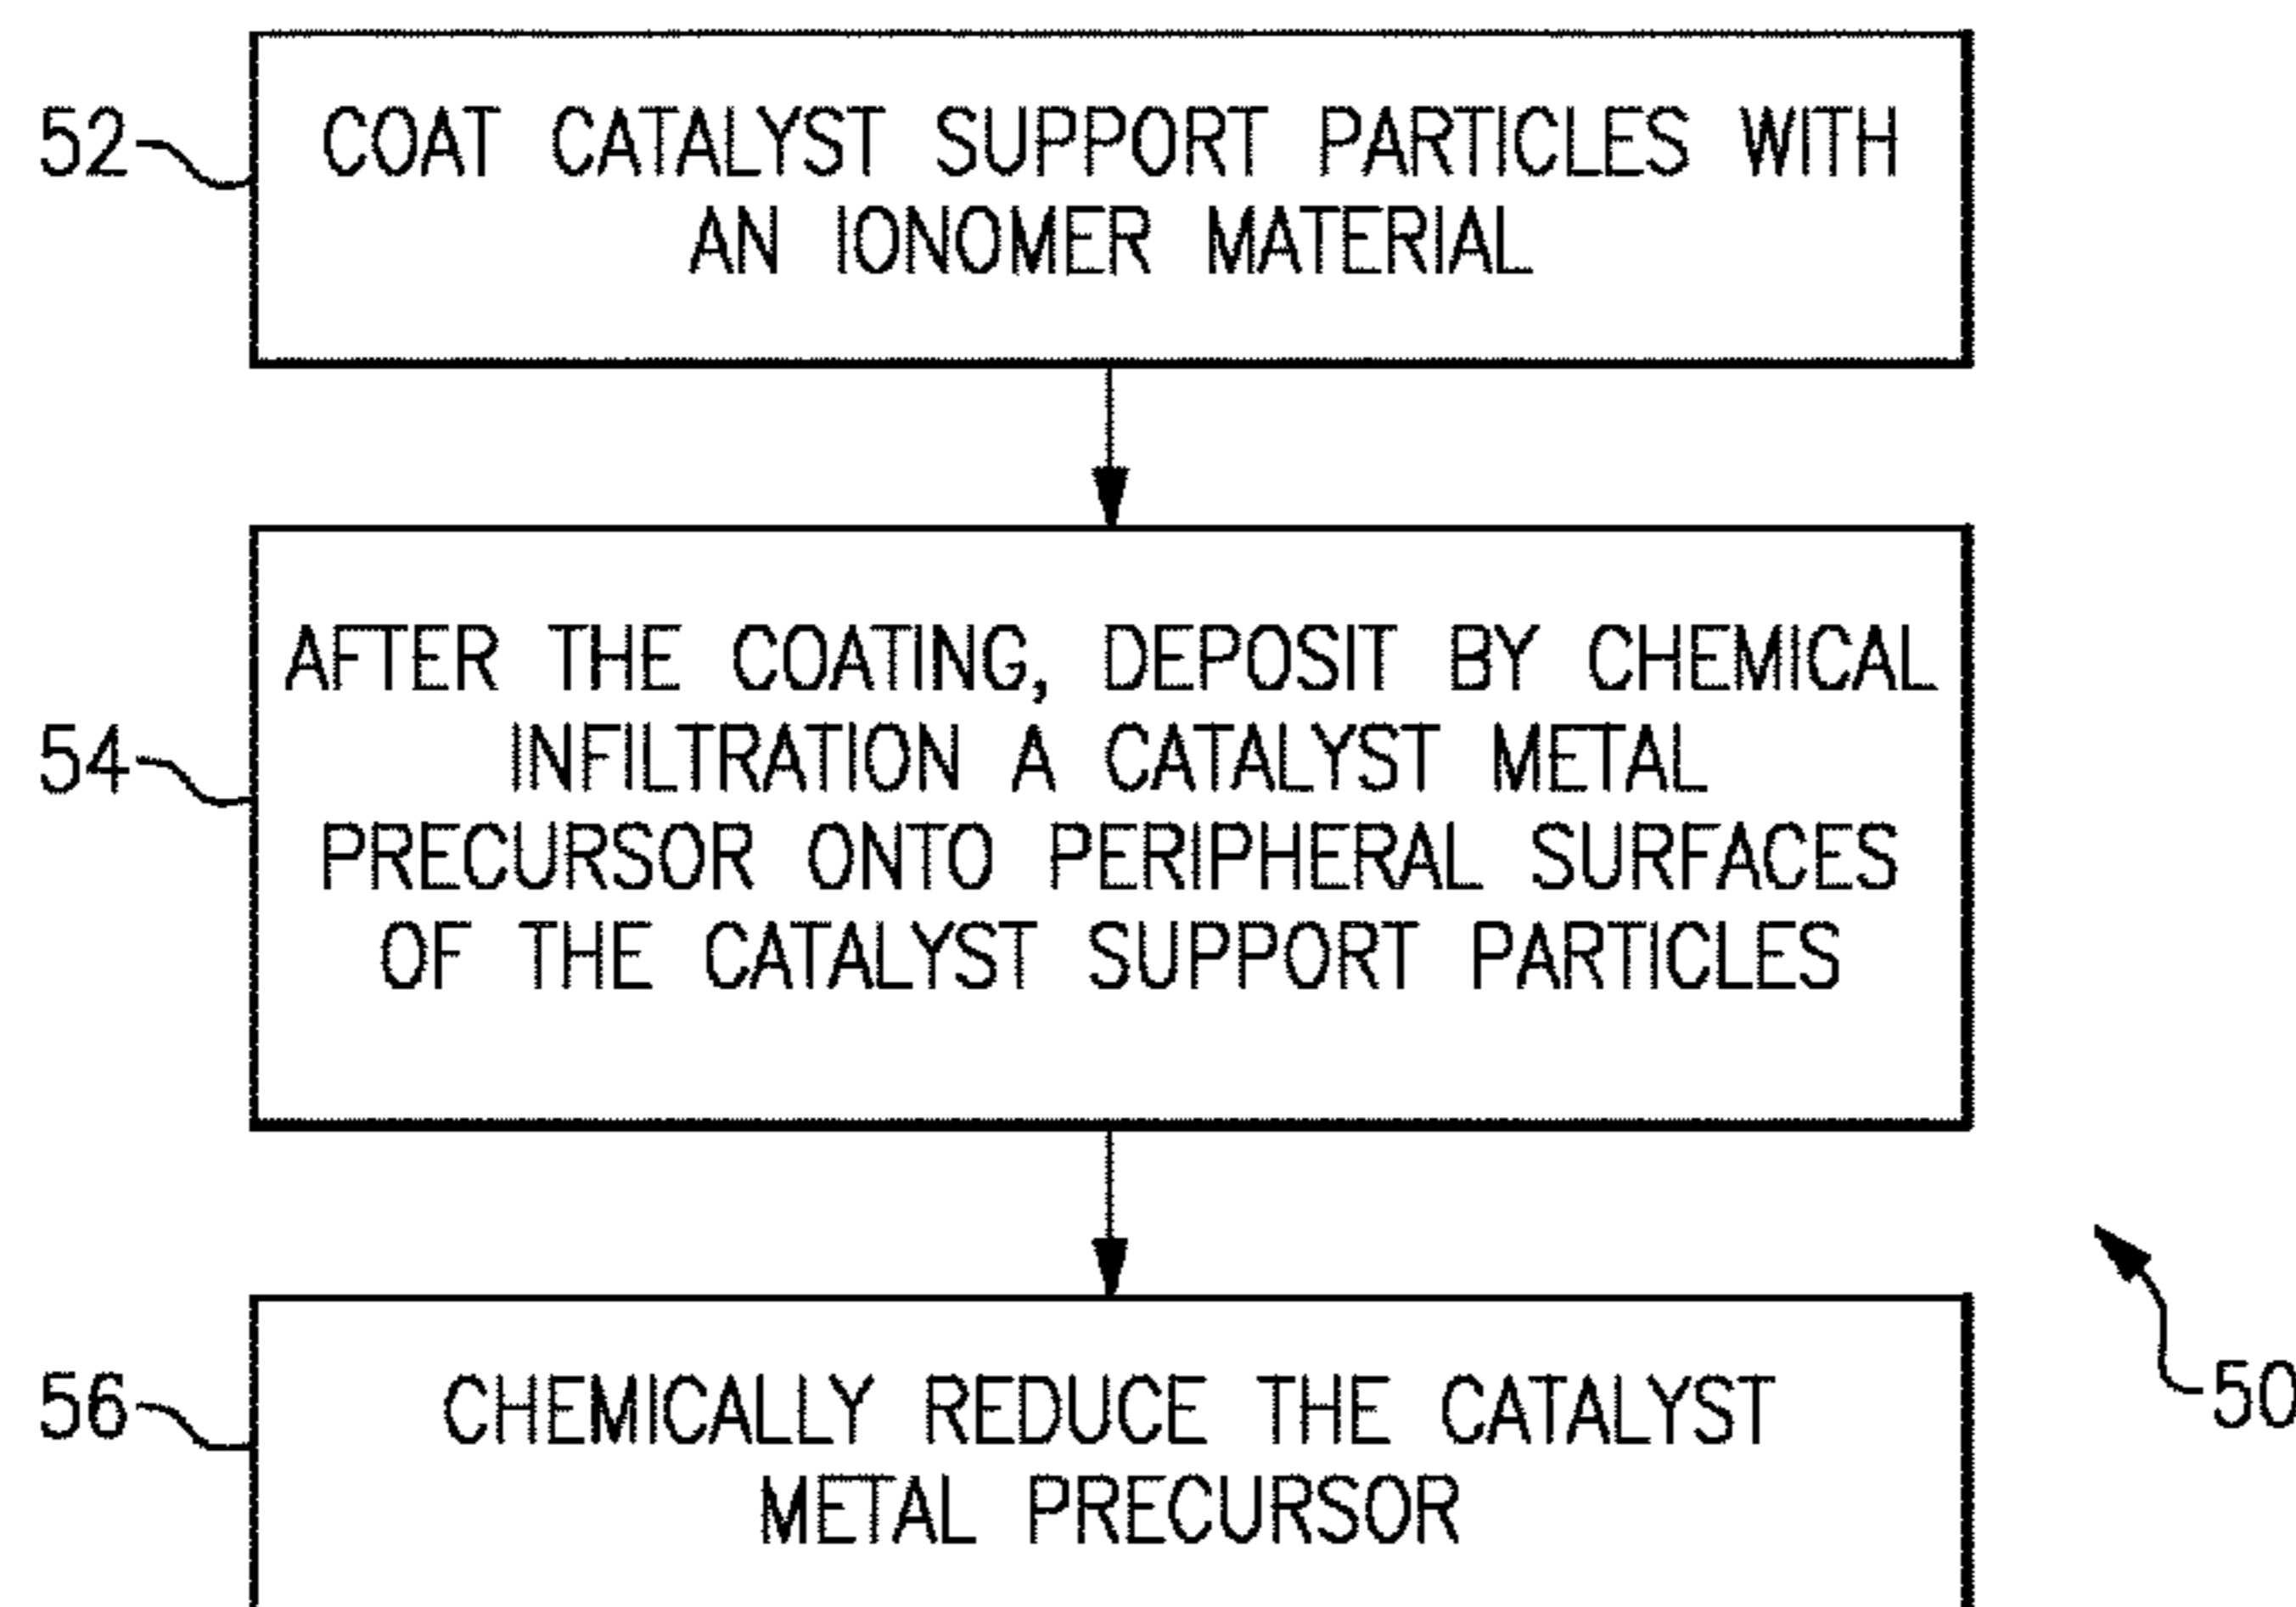 52
COAT CATALYST SUPPORT PARTICLES WITH
AN IONOMER MATERIAL
54
AFTER THE COATING, DEPOSIT BY CHEMICAL
INFILTRATION A CATALYST METAL
PRECURSOR ONTO PERIPHERAL SURFACES
OF THE CATALYST SUPPORT PARTICLES
56
CHEMICALLY REDUCE THE CATALYST
METAL PRECURSOR
50